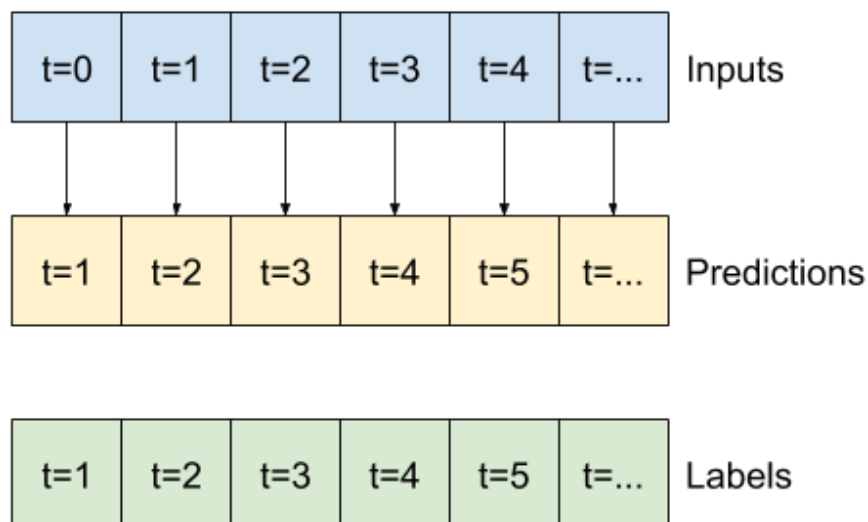 t=0 t=1 t=2 t=3 t=4 t=... Inputs
t=1 t=2 t=3 t=4 t=5 t=... Predictions
t=1 t=2 t=3 t=4 t=5 t=... Labels